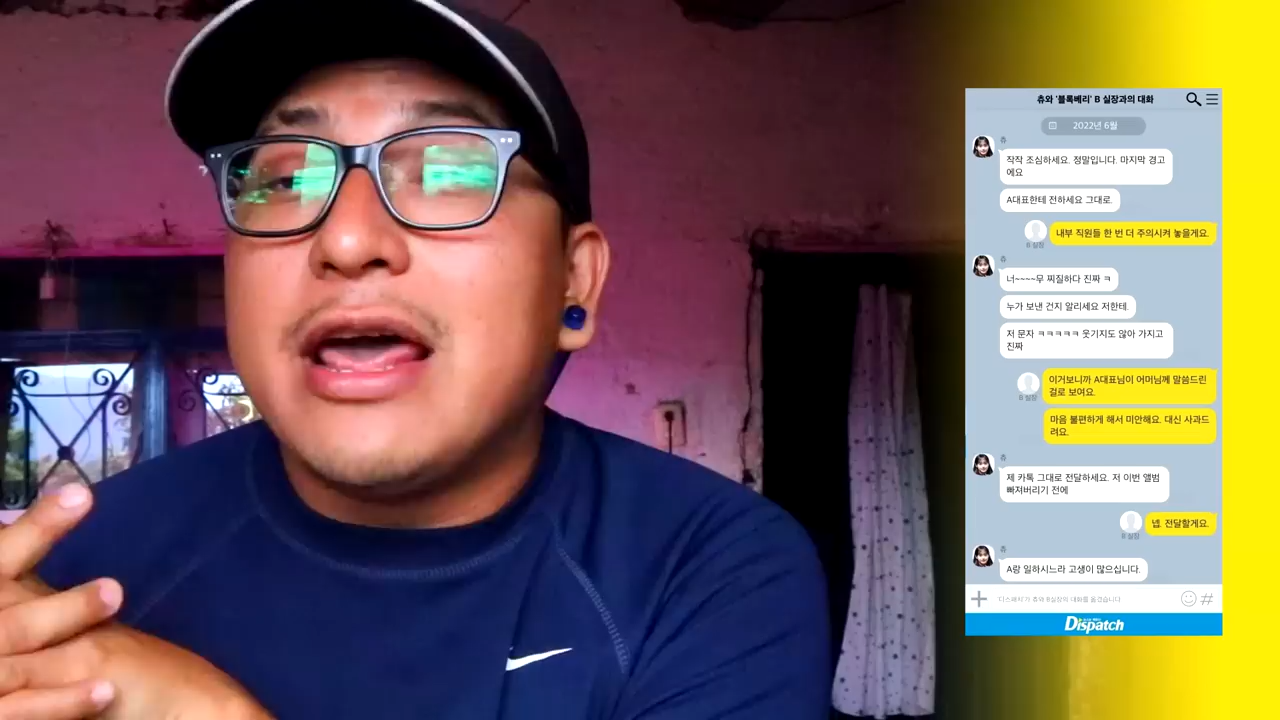 츄와 '블록베리' B 실장과의 대화
2022년 6월
츄
작작 조심하세요. 정말입니다. 마지막 경고
에요
A대표한테 전하세요 그대로.
내부 직원들 한 번 더 주의시켜 놓을게요.
B 실장
츄
너~~~~무 찌질하다 진짜 ㅋ
누가 보낸 건지 알리세요 저한테.
저 문자 ㅋㅋㅋㅋㅋ 웃기지도 않아 가지고
진짜
이거보니까 A대표님이 어머님께 말씀드린
걸로 보여요.
B 실장
마음 불편하게 해서 미안해요. 대신 사과드
려요.
츄
제 카톡 그대로 전달하세요. 저 이번 앨범
빠져버리기 전에
넵. 전달할게요.
B 실장
츄
A랑 일하시느라 고생이 많으십니다.
'디스패치'가 츄와 B실장의 대화를 옮겼습니다
#
Dispatch